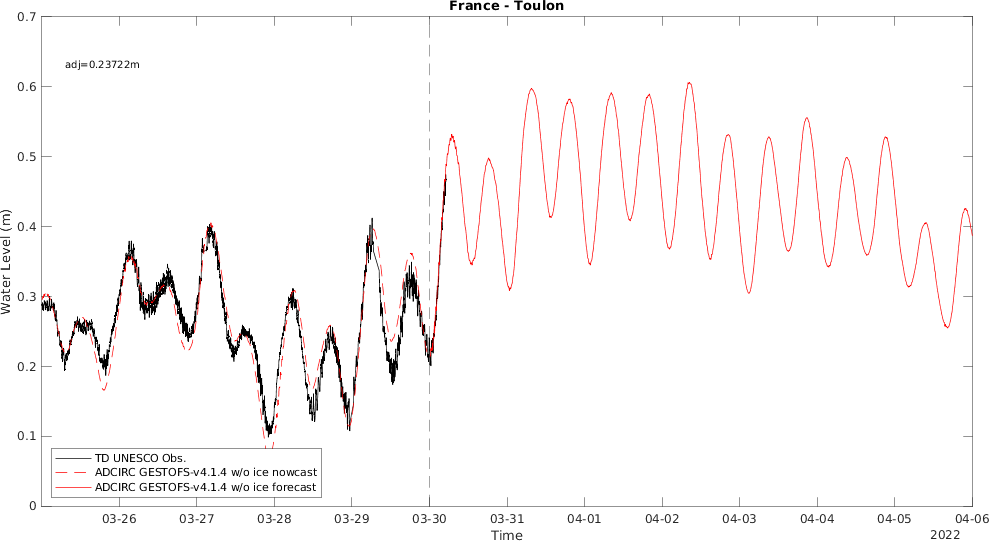 France - Toulon
0.7
adj=0.23722m
0.6
0.5
0.4
Water Level (m)
0.3
0.2
0.1
TD UNESCO Obs.
ADCIRC GESTOFS-v4.1.4 w/o ice nowcast
ADCIRC GESTOFS-v4.1.4 w/o ice forecast
0
03-26 03-27 03-28 03-29 03-30 03-31 04-01 04-02 04-03 04-04 04-05 04-06
Time
2022